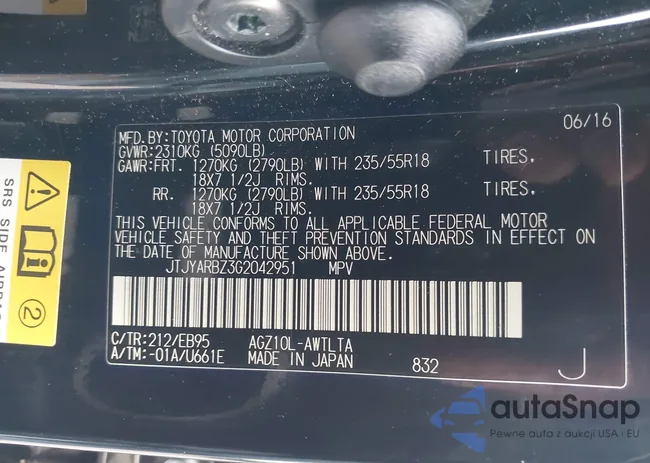 06/16
MFD. BY: TOYOTA MOTOR CORPORATION
GVWR: 2310KG (5090LB)
GAWR: FRT. 1270KG (2790LB) WITH 235/55R18 TIRES,
18X7 1/2J RIMS.
RR. 1270KG (2790LB) WITH 235/55R18 TIRES,
18X7 1/2J RIMS.
THIS VEHICLE CONFORMS TO ALL APPLICABLE FEDERAL MOTOR
VEHICLE SAFETY AND THEFT PREVENTION STANDARDS IN EFFECT ON
THE DATE OF MANUFACTURE SHOWN ABOVE.
JTJYARBZ3G2042951 MPV
C/TR: 212/EB95 AGZ10L-AWTLTA
A/TM: -01A/U661E MADE IN JAPAN 832 J
SRS SIDE
2
autaSnap
Pewne auta z aukcji USA i EU